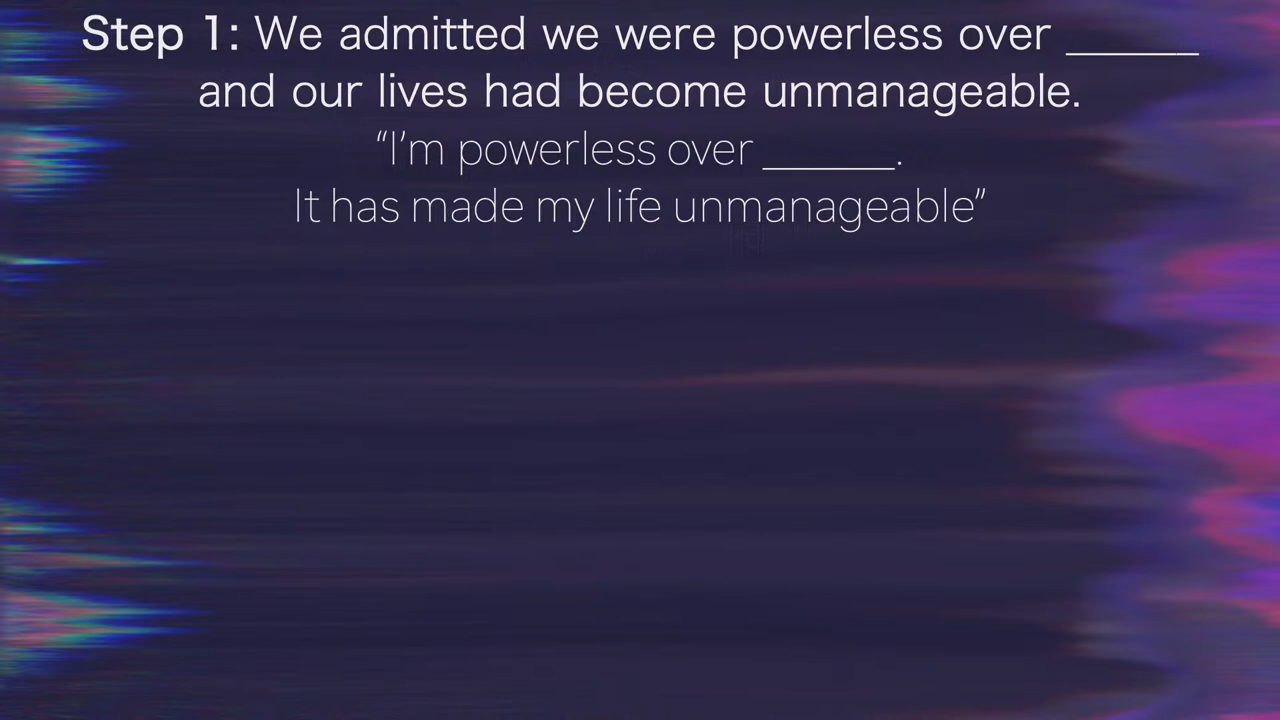 Step 1: We admitted we were powerless over ______
and our lives had become unmanageable.
“I’m powerless over ______.
It has made my life unmanageable”